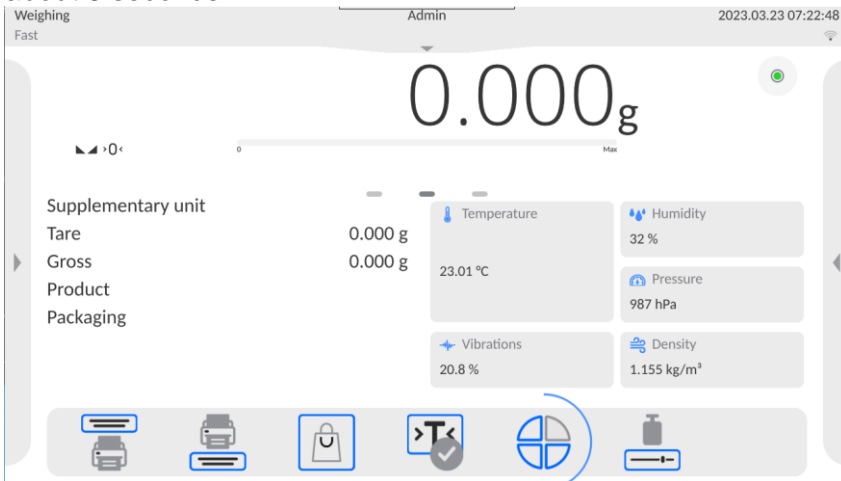 Weighing
Admin
2023.03.23 07:22:48
Fast
0.000g
›0‹
0
Max
Supplementary unit
Tare 0.000 g
Gross 0.000 g
Product
Packaging
Temperature
23.01 °C
Humidity
32 %
Pressure
987 hPa
Vibrations
20.8 %
Density
1.155 kg/m³
›T‹